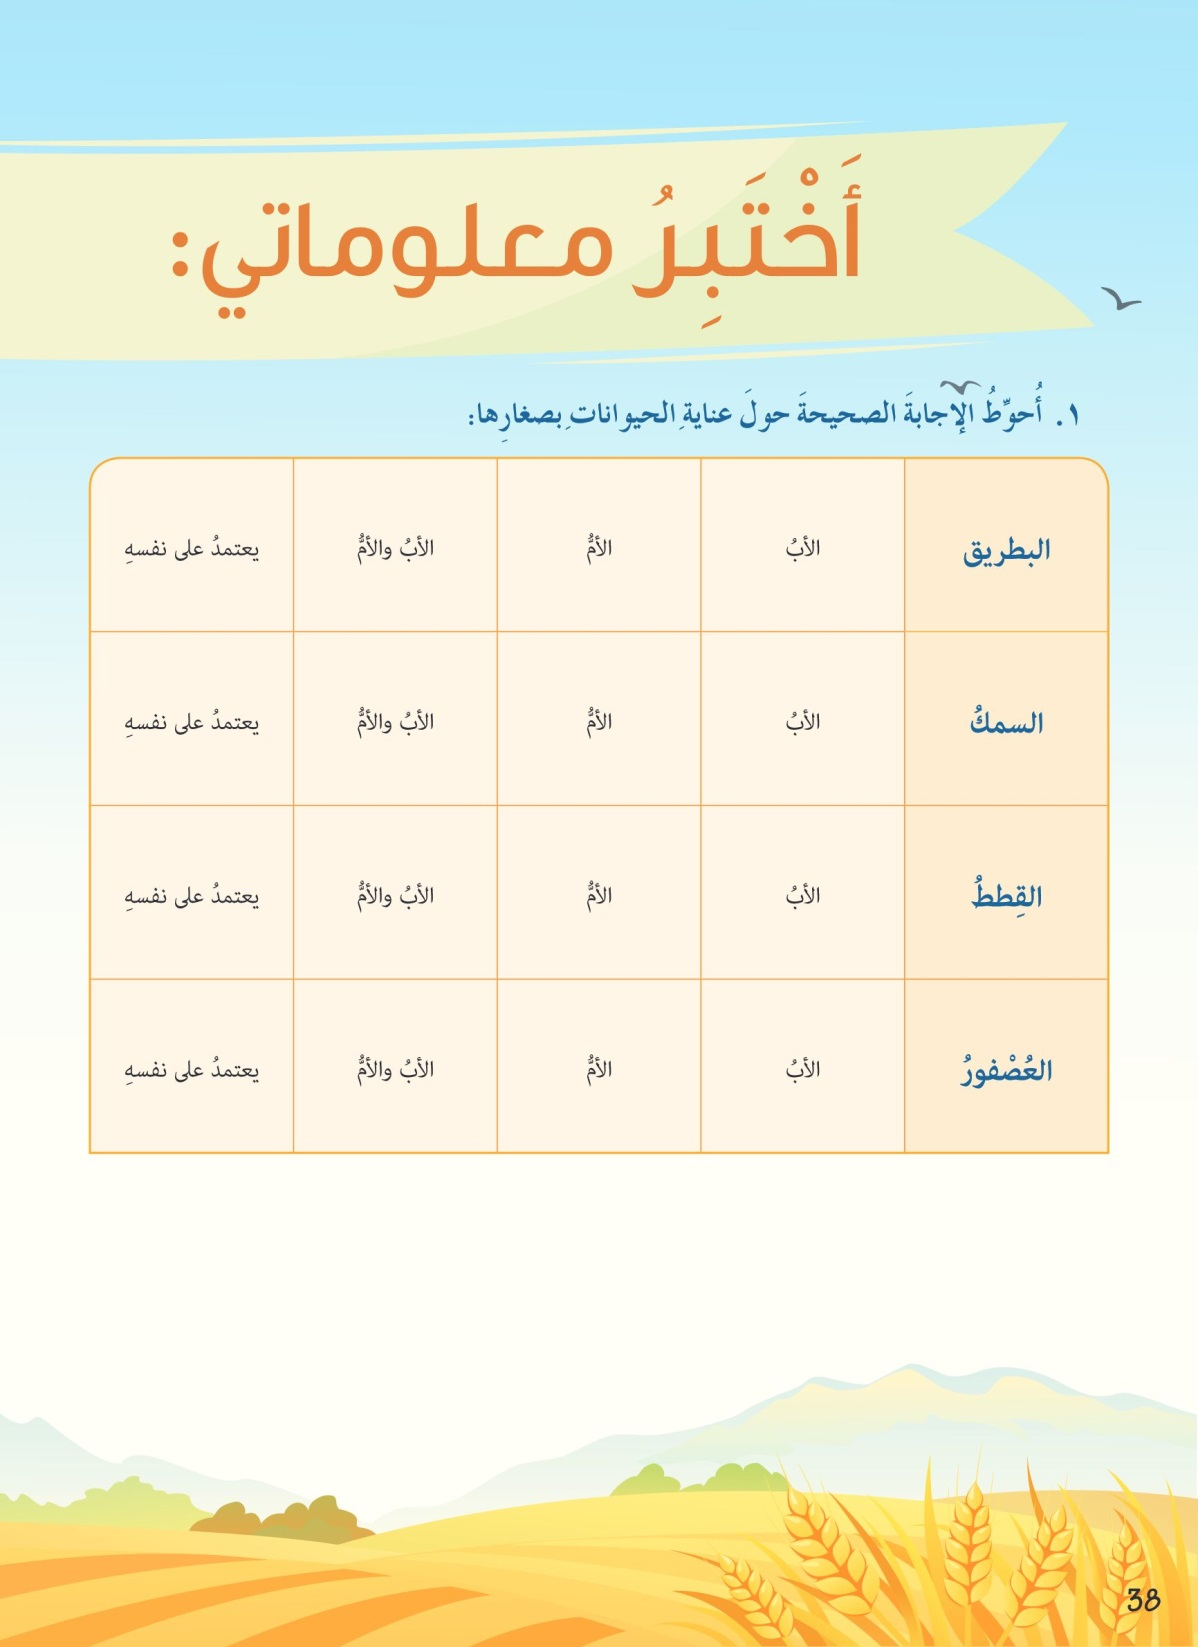 أَخْتَبِرُ معلوماتي:
١. أُحوِّطُ الإجابةَ الصحيحةَ حولَ عنايةِ الحيواناتِ بصغارِها:
البطريق الأبُ الأمُّ الأبُ والأمُّ يعتمدُ على نفسهِ
السمكُ الأبُ الأمُّ الأبُ والأمُّ يعتمدُ على نفسهِ
القِططُ الأبُ الأمُّ الأبُ والأمُّ يعتمدُ على نفسهِ
العُصْفورُ الأبُ الأمُّ الأبُ والأمُّ يعتمدُ على نفسهِ
38